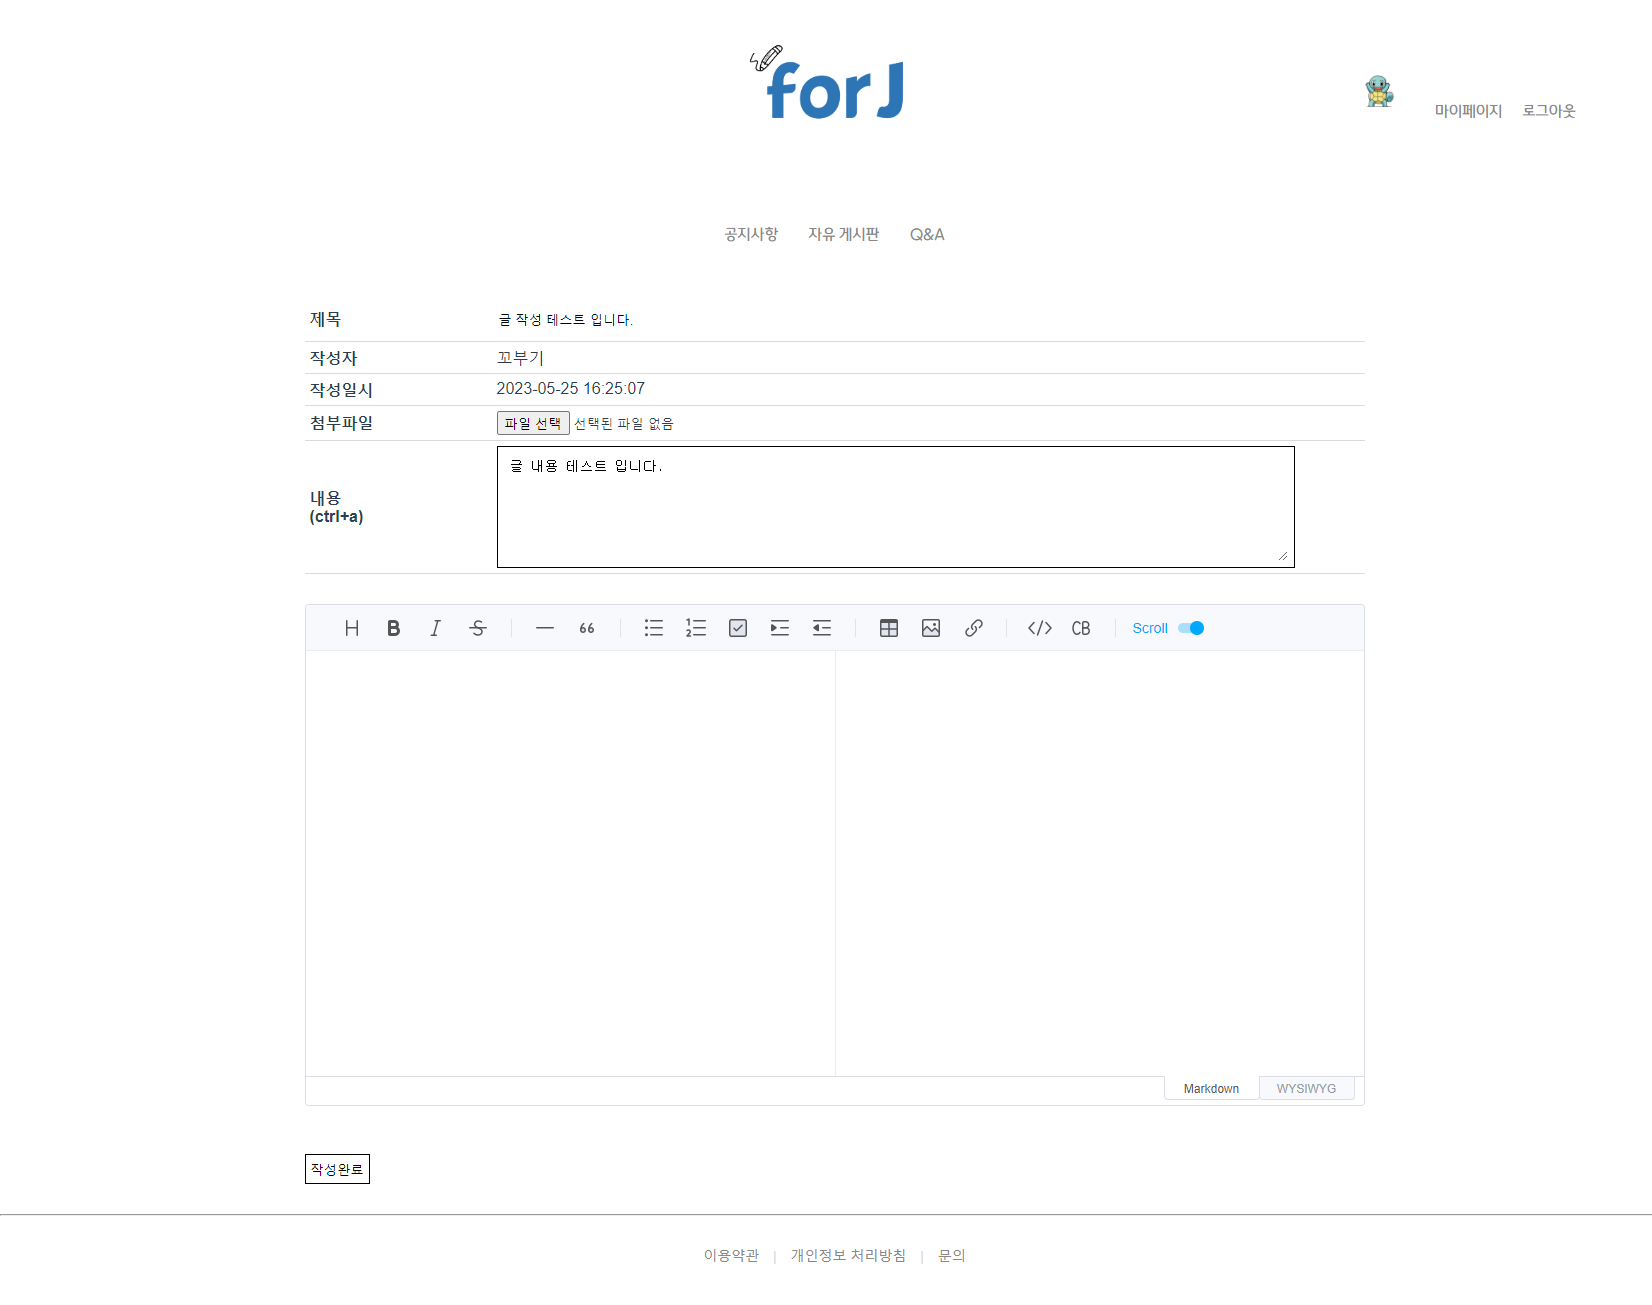 forJ
마이페이지 로그아웃
공지사항 자유 게시판 Q&A
제목 글 작성 테스트 입니다.
작성자 꼬부기
작성일시 2023-05-25 16:25:07
첨부파일 파일 선택 선택된 파일 없음
내용
(ctrl+a)
글 내용 테스트 입니다.
H B I S — 66 </> CB Scroll
Markdown WYSIWYG
작성완료
이용약관 | 개인정보 처리방침 | 문의